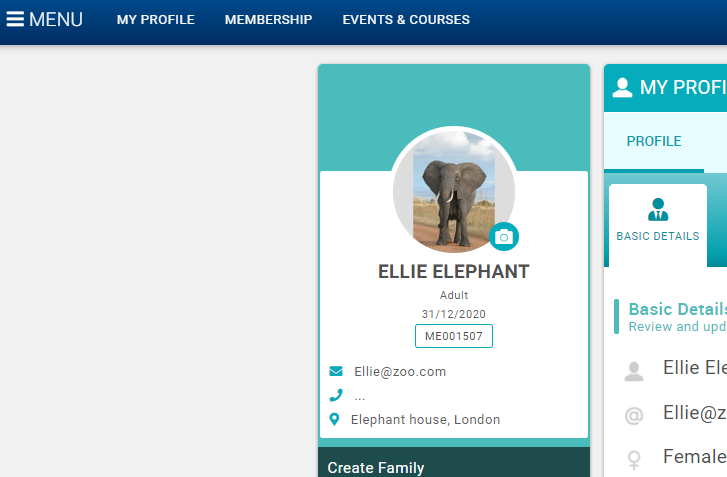 MENU MY PROFILE MEMBERSHIP EVENTS & COURSES
ELLIE ELEPHANT
Adult
31/12/2020
ME001507
Ellie@zoo.com
...
Elephant house, London
Create Family
MY PROFI
PROFILE
BASIC DETAILS
Basic Details
Review and upd
Ellie Ele
Ellie@z
Female